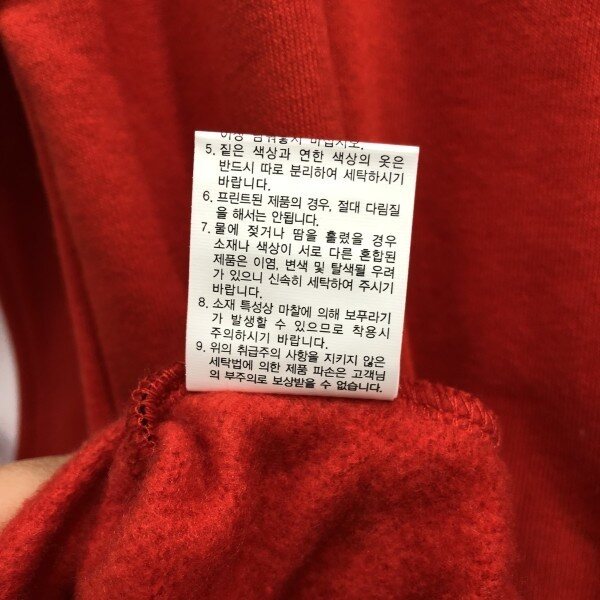 5. 짙은 색상과 연한 색상의 옷은
반드시 따로 분리하여 세탁하시기
바랍니다.
6. 프린트된 제품의 경우, 절대 다림질
을 해서는 안됩니다.
7. 물에 젖거나 땀을 흘렸을 경우
소재나 색상이 서로 다른 혼합된
제품은 이염, 변색 및 탈색될 우려
가 있으니 신속히 세탁하여 주시기
바랍니다.
8. 소재 특성상 마찰에 의해 보푸라기
가 발생할 수 있으므로 착용시
주의하시기 바랍니다.
9. 위의 취급주의 사항을 지키지 않은
세탁법에 의한 제품 파손은 고객님
의 부주의로 보상받을 수 없습니다.